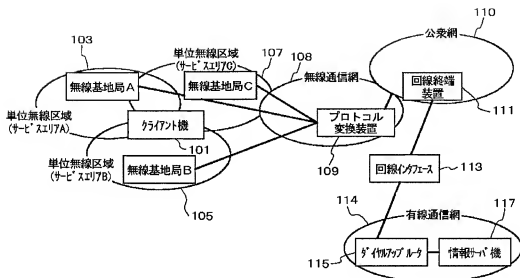 103
無線基地局A
単位無線区域
(サービスエリアA)
単位無線区域
(サービスエリアC)
107
無線基地局C
クライアント機
101
単位無線区域
(サービスエリアB)
無線基地局B
105
108
無線通信網
プロトコル
変換装置
109
110
公衆網
回線終端
装置
111
回線インタフェース
113
114
有線通信網
117
ダイヤルアップルータ
115
情報サーバ機